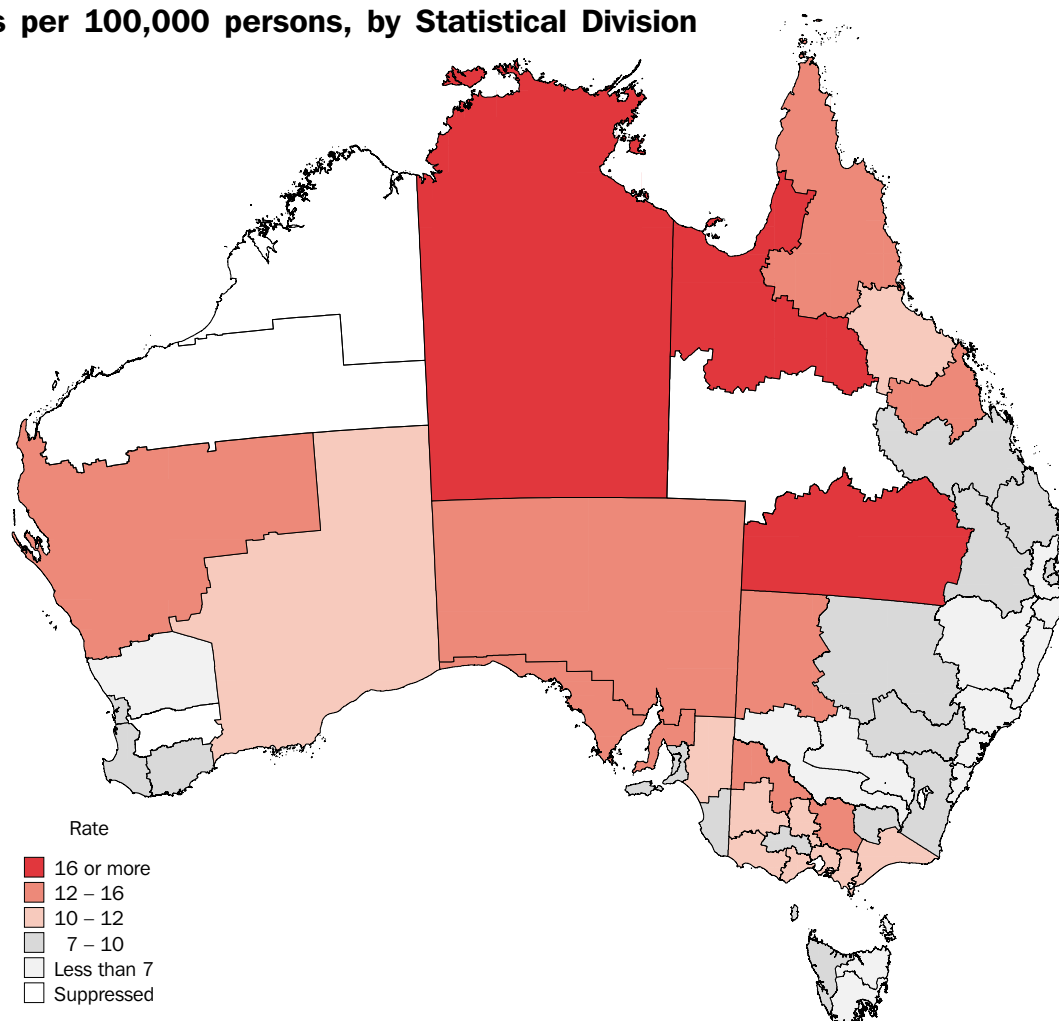 per 100,000 persons, by Statistical Division
Rate
16 or more
12 – 16
10 – 12
7 – 10
Less than 7
Suppressed